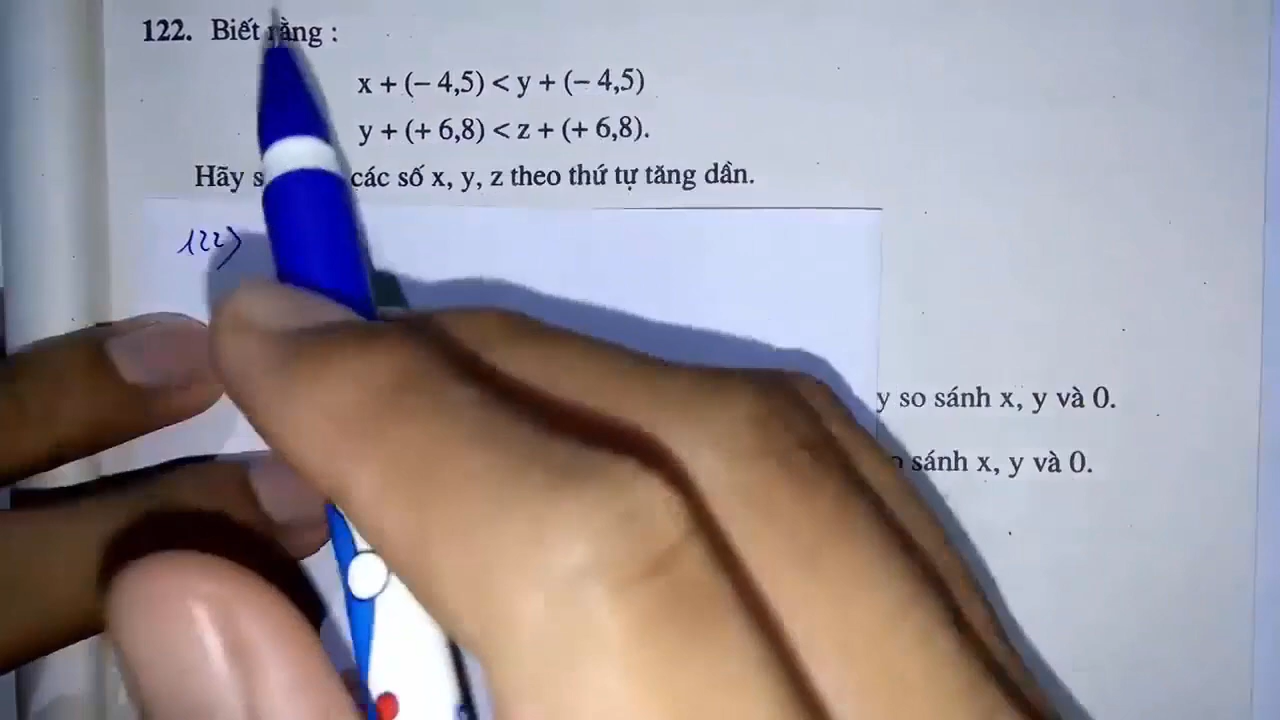 122. Biết rằng :
x + (– 4,5) < y + (– 4,5)
y + (+ 6,8) < z + (+ 6,8).
Hãy các số x, y, z theo thứ tự tăng dần.
122)
y so sánh x, y và 0.
sánh x, y và 0.